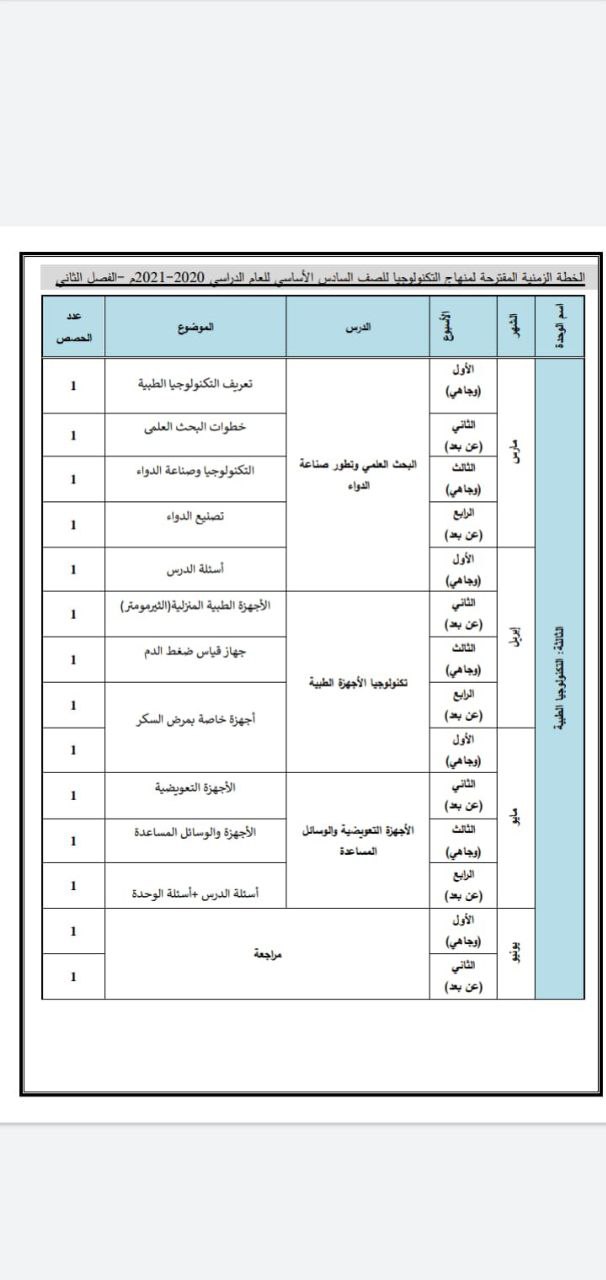 الخطة الزمنية المقترحة لمنهاج التكنولوجيا للصف السادس الأساسي للعام الدراسي 2020-2021م -الفصل الثاني
اسم الوحدة
الشهر
الأسبوع
الدرس
الموضوع
عدد
الحصص
الثالثة: التكنولوجيا الطبية
مارس
الأول
(وجاهي)
البحث العلمي وتطور صناعة
الدواء
تعريف التكنولوجيا الطبية
1
الثاني
(عن بعد)
خطوات البحث العلمي
1
الثالث
(وجاهي)
التكنولوجيا وصناعة الدواء
1
الرابع
(عن بعد)
تصنيع الدواء
1
إبريل
الأول
(وجاهي)
أسئلة الدرس
1
الثاني
(عن بعد)
تكنولوجيا الأجهزة الطبية
الأجهزة الطبية المنزلية(الثيرمومتر)
1
الثالث
(وجاهي)
جهاز قياس ضغط الدم
1
الرابع
(عن بعد)
أجهزة خاصة بمرض السكر
1
مايو
الأول
(وجاهي)
1
الثاني
(عن بعد)
الأجهزة التعويضية والوسائل
المساعدة
الأجهزة التعويضية
1
الثالث
(وجاهي)
الأجهزة والوسائل المساعدة
1
الرابع
(عن بعد)
أسئلة الدرس +أسئلة الوحدة
1
يونيو
الأول
(وجاهي)
مراجعة
1
الثاني
(عن بعد)
1